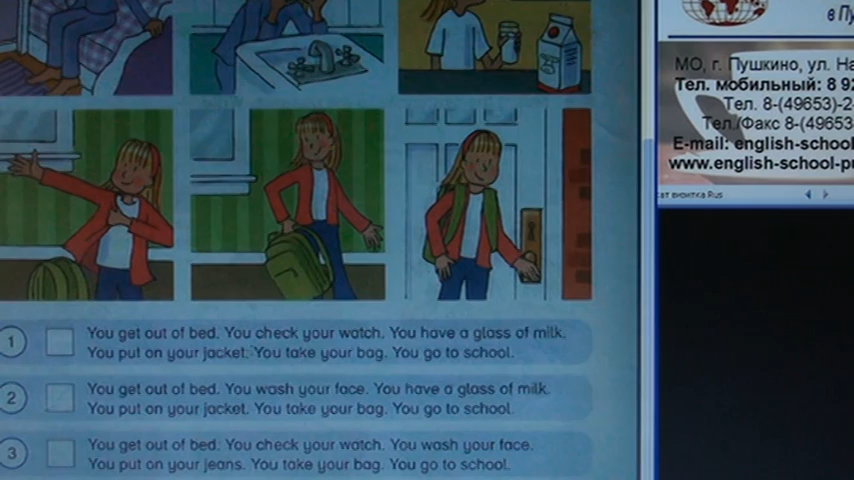 1 You get out of bed. You check your watch. You have a glass of milk.
You put on your jacket. You take your bag. You go to school.
2 You get out of bed. You wash your face. You have a glass of milk.
You put on your jacket. You take your bag. You go to school.
3 You get out of bed. You check your watch. You wash your face.
You put on your jeans. You take your bag. You go to school.
в Пу
МО, г. Пушкино, ул. На
Тел. мобильный: 8 92
Тел. 8-(49653)-2-
Тел./Факс 8-(49653-
E-mail: english-school
www.english-school-pu
Rus